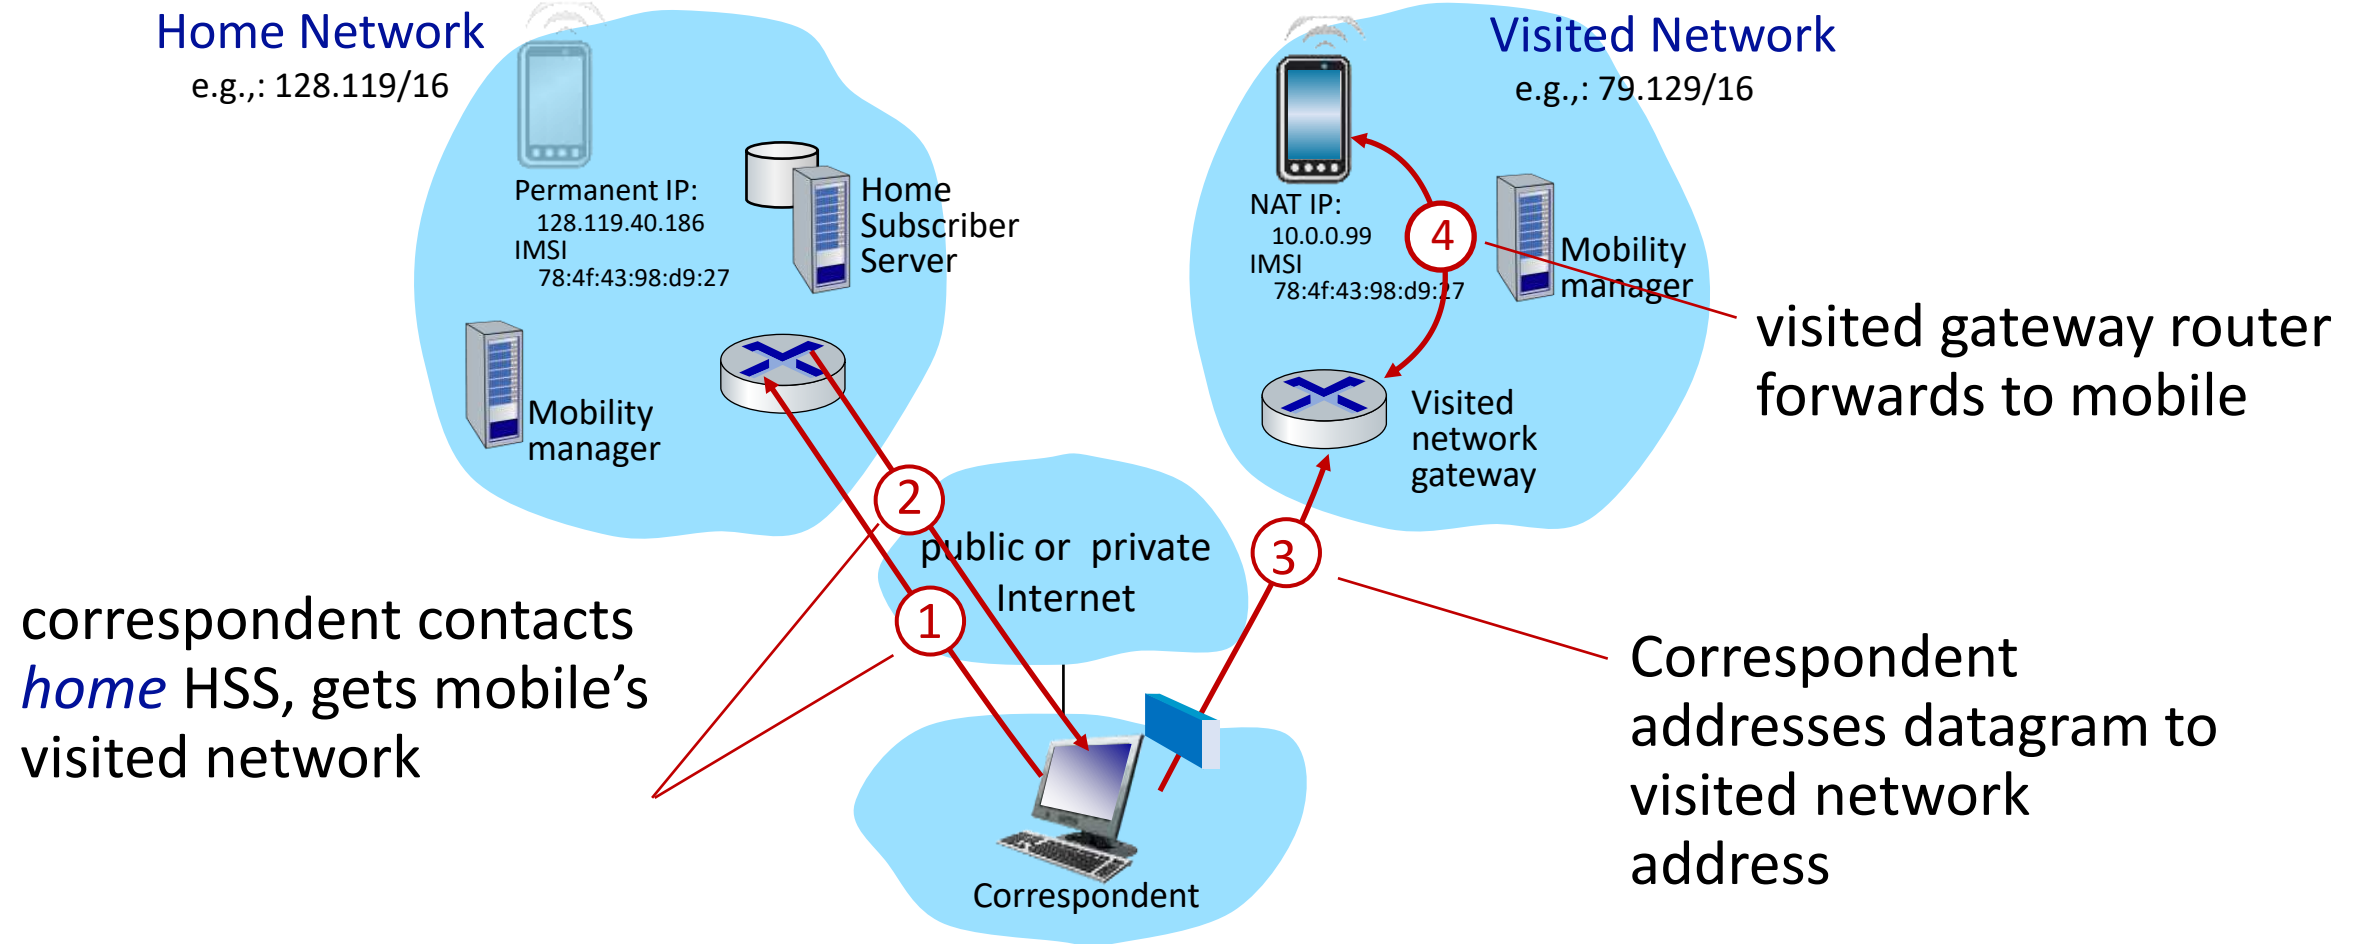 Home Network
e.g.,: 128.119/16
Permanent IP:
128.119.40.186
IMSI
78:4f:43:98:d9:27
Home
Subscriber
Server
Mobility
manager
Visited Network
e.g.,: 79.129/16
NAT IP:
10.0.0.99
IMSI
78:4f:43:98:d9:27
4
Mobility
manager
Visited
network
gateway
visited gateway router
forwards to mobile
2
public or  private
Internet
3
1
correspondent contacts
home HSS, gets mobile’s
visited network
Correspondent
addresses datagram to
visited network
address
Correspondent